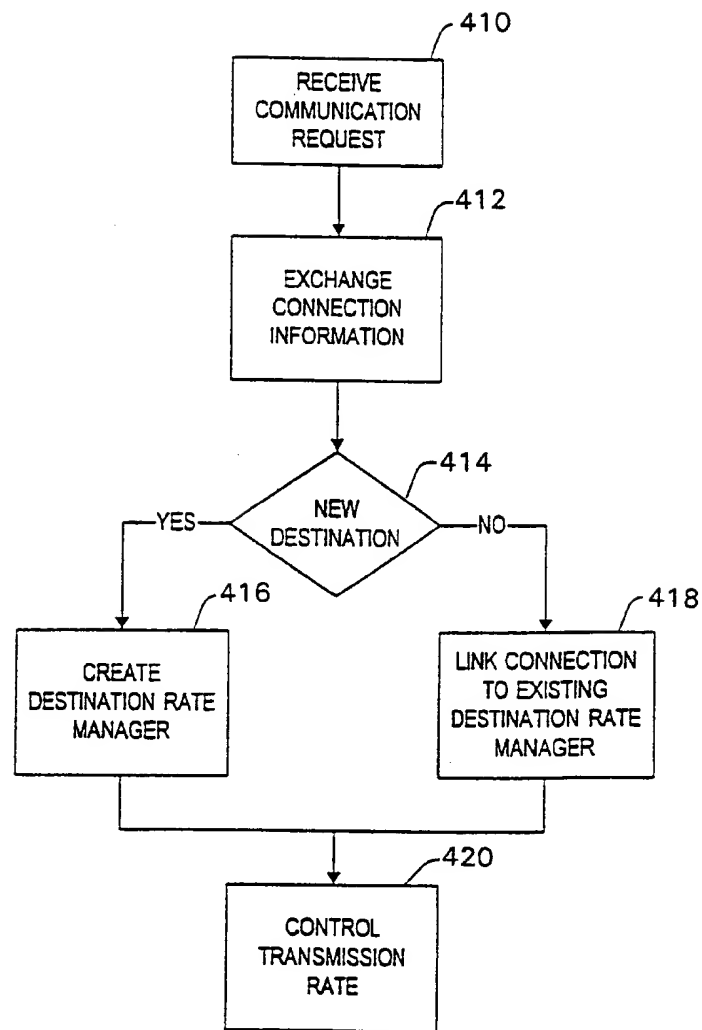 410
RECEIVE
COMMUNICATION
REQUEST
412
EXCHANGE
CONNECTION
INFORMATION
414
NEW
DESTINATION
YES
NO
416
CREATE
DESTINATION RATE
MANAGER
418
LINK CONNECTION
TO EXISTING
DESTINATION RATE
MANAGER
420
CONTROL
TRANSMISSION
RATE